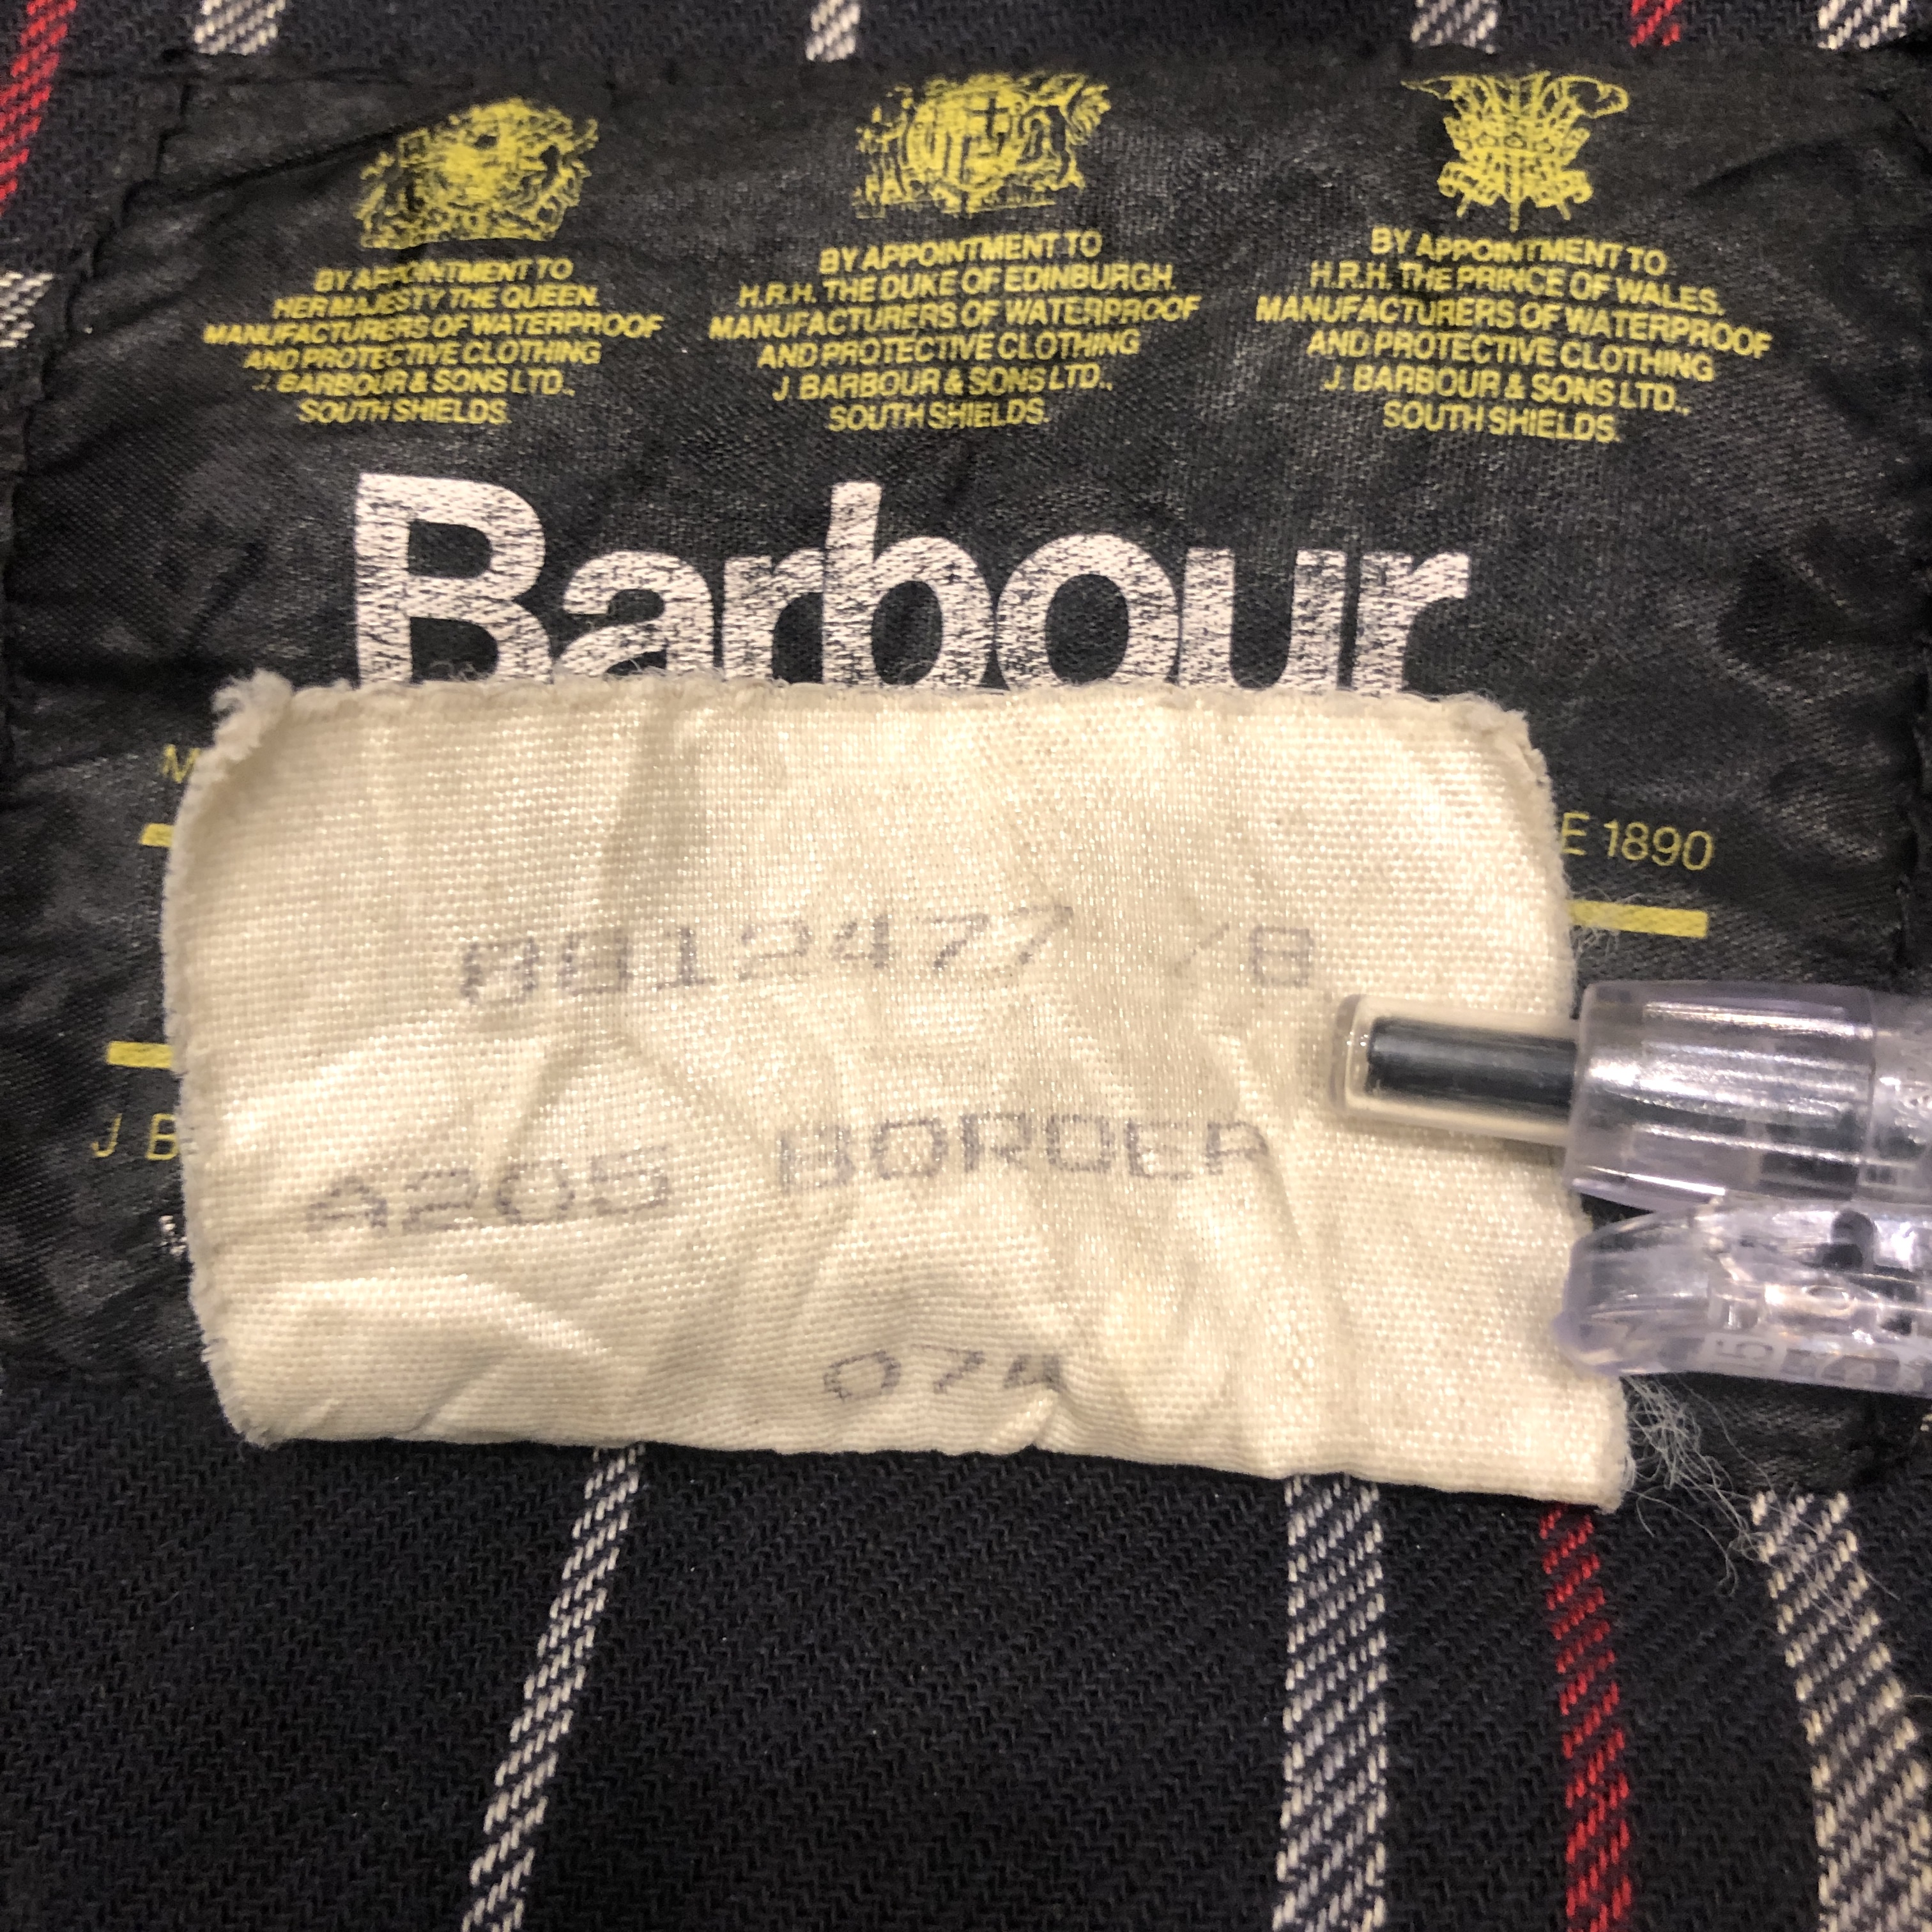 BY APPOINTMENT TO
HER MAJESTY THE QUEEN.
MANUFACTURERS OF WATERPROOF
AND PROTECTIVE CLOTHING
J. BARBOUR & SONS LTD.,
SOUTH SHIELDS.
BY APPOINTMENT TO
H.R.H. THE DUKE OF EDINBURGH.
MANUFACTURERS OF WATERPROOF
AND PROTECTIVE CLOTHING
J. BARBOUR & SONS LTD.,
SOUTH SHIELDS.
BY APPOINTMENT TO
H.R.H. THE PRINCE OF WALES.
MANUFACTURERS OF WATERPROOF
AND PROTECTIVE CLOTHING
J. BARBOUR & SONS LTD.,
SOUTH SHIELDS.
Barbour
E 1890
/8
A205 BORDER
J B